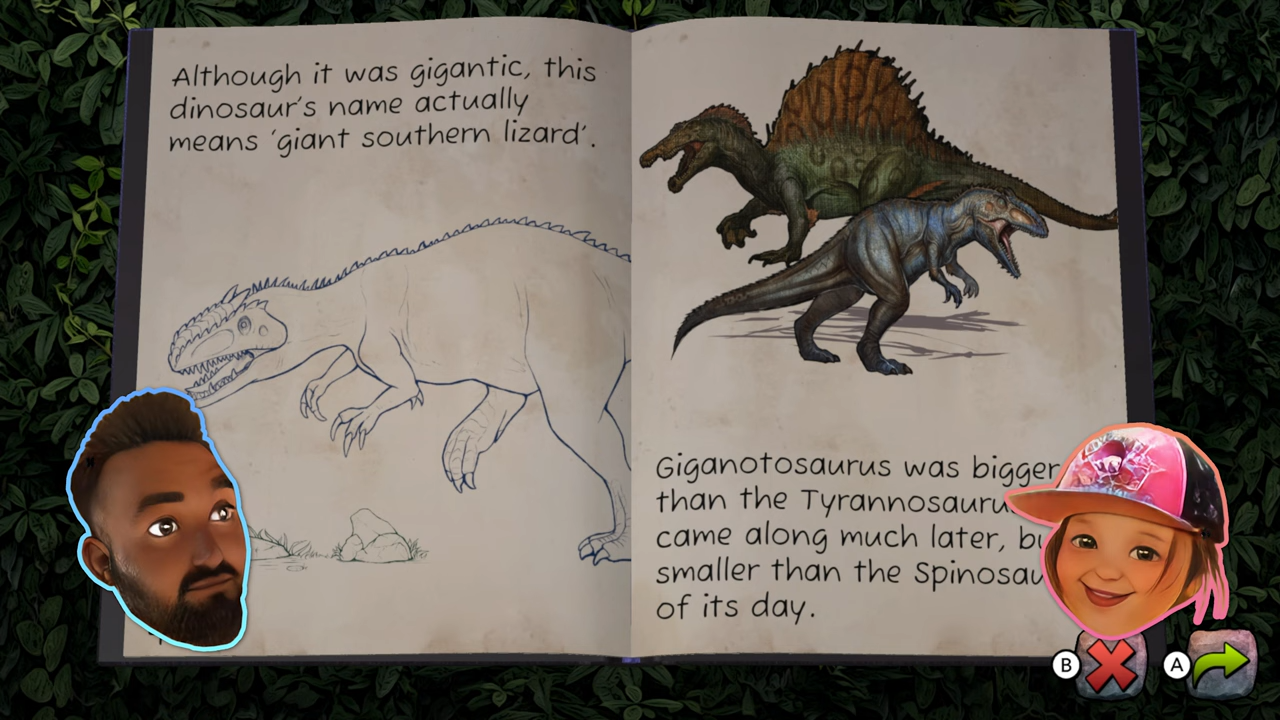 Although it was gigantic, this
dinosaur's name actually
means 'giant southern lizard'.
Giganotosaurus was bigger
than the
came along much later,
smaller than the
of its day.
B
A